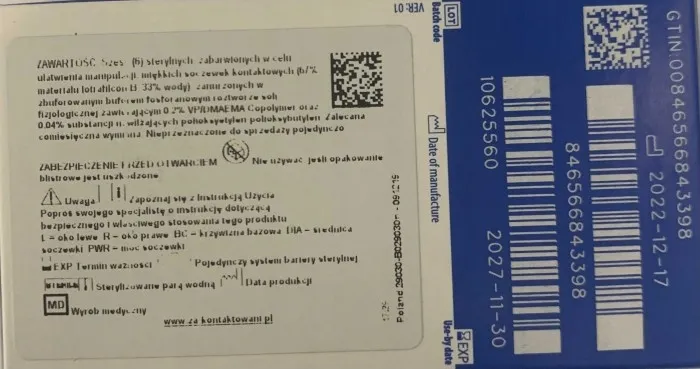 ZAWARTOŚĆ: Sześć (6) sterylnych, zabarwionych w celu
ułatwienia manipulacji, miękkich soczewek kontaktowych (67%
materiału lotrafilcon B, 33% wody) zanurzonych w
zbuforowanym buforem fosforanowym roztworze soli
fizjologicznej zawierającym 0.2% VP/DMAEMA Copolymer oraz
0.04% substancji nawilżających polioksyetylen polioksybutylen. Zalecana
comiesięczna wymiana. Nieprzeznaczone do sprzedaży pojedynczo
ZABEZPIECZENIE PRZED OTWARCIEM
Nie używać jeśli opakowanie
blistrowe jest uszkodzone
Uwaga Zapoznaj się z Instrukcją Użycia
Poproś swojego specjalistę o instrukcję dotyczącą
bezpiecznego i właściwego stosowania tego produktu
L = oko lewe R = oko prawe BC = krzywizna bazowa DIA = średnica
soczewki PWR = moc soczewki
EXP Termin ważności Pojedynczy system bariery sterylnej
Sterylizowane parą wodną Data produkcji
MD Wyrób medyczny
www.za-kontaktowani.pl
VER: 01
LOT
Batch code
10625560
Date of manufacture
2022-12-17
EXP
Use-by date
2027-11-30
846566843398
GTIN:00846566843398